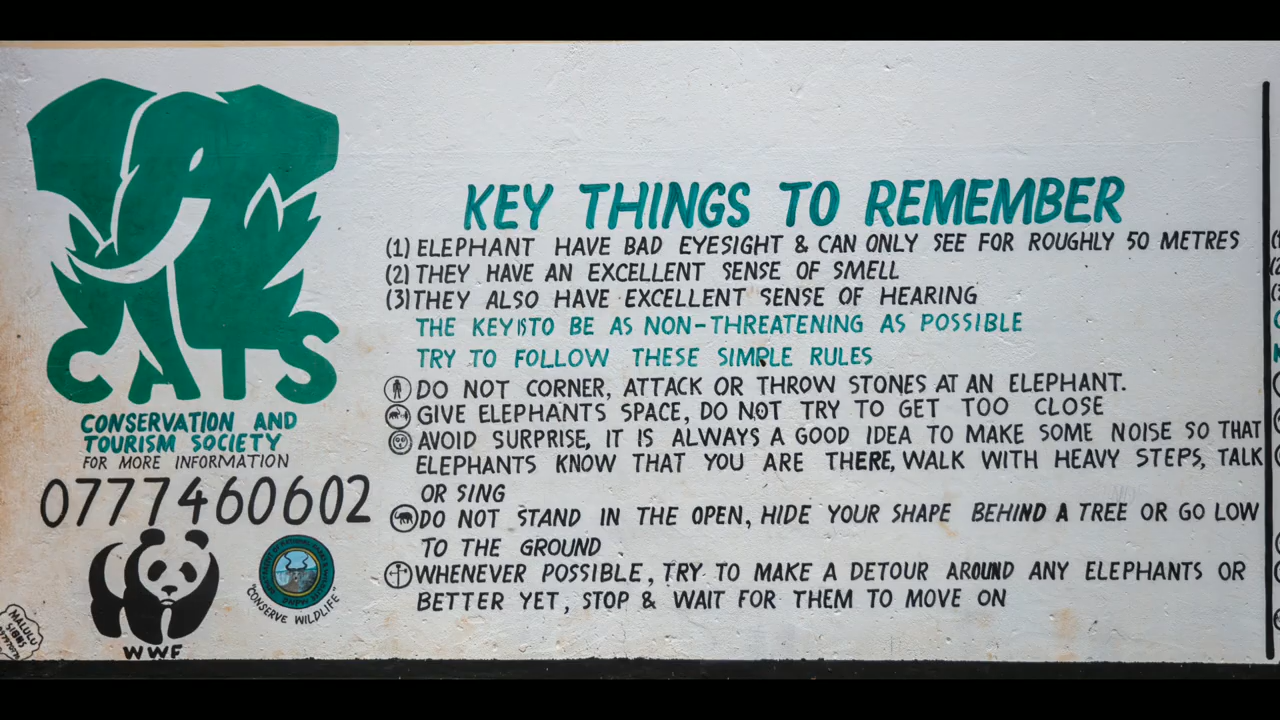 CATS
CONSERVATION AND
TOURISM SOCIETY
FOR MORE INFORMATION
0777460602
WWF
"CONSERVE WILDLIFE"
MALULU
SIGNS
KEY THINGS TO REMEMBER
(1) ELEPHANT HAVE BAD EYESIGHT & CAN ONLY SEE FOR ROUGHLY 50 METRES
(2) THEY HAVE AN EXCELLENT SENSE OF SMELL
(3) THEY ALSO HAVE EXCELLENT SENSE OF HEARING
THE KEY IS TO BE AS NON-THREATENING AS POSSIBLE
TRY TO FOLLOW THESE SIMPLE RULES
DO NOT CORNER, ATTACK OR THROW STONES AT AN ELEPHANT.
GIVE ELEPHANTS SPACE, DO NOT TRY TO GET TOO CLOSE
AVOID SURPRISE, IT IS ALWAYS A GOOD IDEA TO MAKE SOME NOISE SO THAT
ELEPHANTS KNOW THAT YOU ARE THERE, WALK WITH HEAVY STEPS, TALK
OR SING
DO NOT STAND IN THE OPEN, HIDE YOUR SHAPE BEHIND A TREE OR GO LOW
TO THE GROUND
WHENEVER POSSIBLE, TRY TO MAKE A DETOUR AROUND ANY ELEPHANTS OR
BETTER YET, STOP & WAIT FOR THEM TO MOVE ON